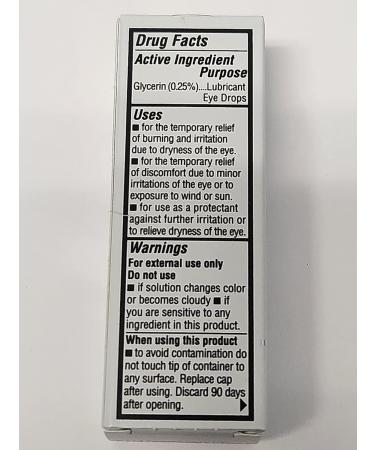 Drug Facts
Active Ingredient
Purpose
Glycerin (0.25%)....Lubricant
Eye Drops
Uses
■ for the temporary relief
of burning and irritation
due to dryness of the eye.
■ for the temporary relief
of discomfort due to minor
irritations of the eye or to
exposure to wind or sun.
■ for use as a protectant
against further irritation or
to relieve dryness of the eye.
Warnings
For external use only
Do not use
■ if solution changes color
or becomes cloudy ■ if
you are sensitive to any
ingredient in this product.
When using this product
■ to avoid contamination do
not touch tip of container to
any surface. Replace cap
after using. Discard 90 days
after opening.